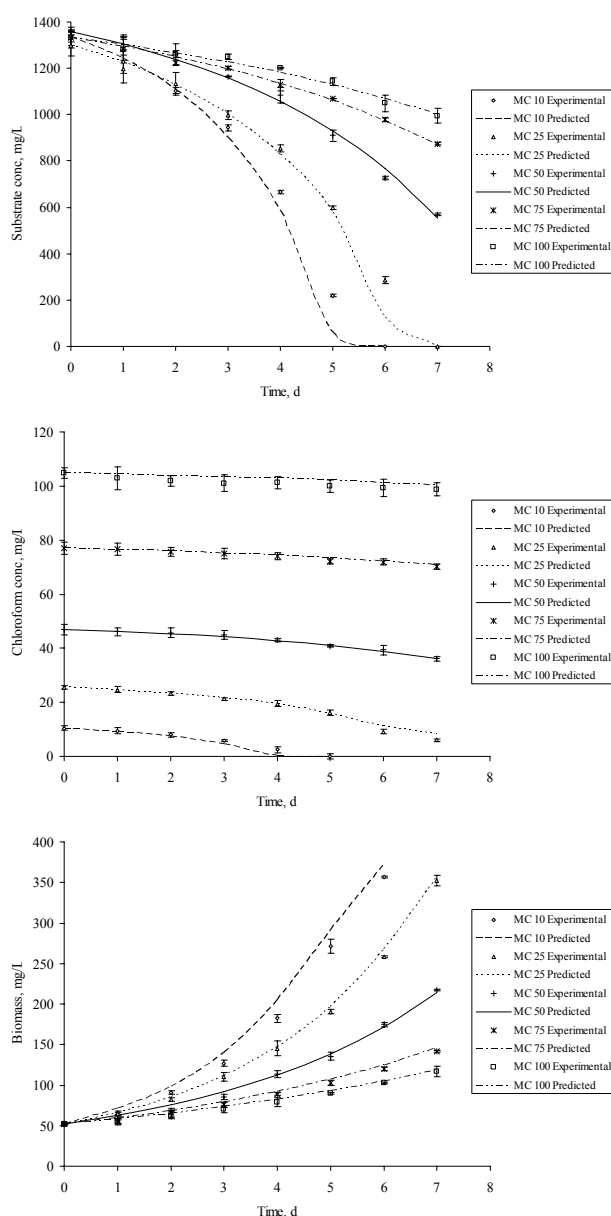 1400
1200
1000
800
600
400
200
0
0 1 2 3 4 5 6 7 8
Substrate conc, mg/L
Time, d
MC 10 Experimental
MC 10 Predicted
MC 25 Experimental
MC 25 Predicted
MC 50 Experimental
MC 50 Predicted
MC 75 Experimental
MC 75 Predicted
MC 100 Experimental
MC 100 Predicted
120
100
80
60
40
20
0
0 1 2 3 4 5 6 7 8
Chloroform conc, mg/L
Time, d
MC 10 Experimental
MC 10 Predicted
MC 25 Experimental
MC 25 Predicted
MC 50 Experimental
MC 50 Predicted
MC 75 Experimental
MC 75 Predicted
MC 100 Experimental
MC 100 Predicted
400
350
300
250
200
150
100
50
0
0 1 2 3 4 5 6 7 8
Biomass, mg/L
Time, d
MC 10 Experimental
MC 10 Predicted
MC 25 Experimental
MC 25 Predicted
MC 50 Experimental
MC 50 Predicted
MC 75 Experimental
MC 75 Predicted
MC 100 Experimental
MC 100 Predicted